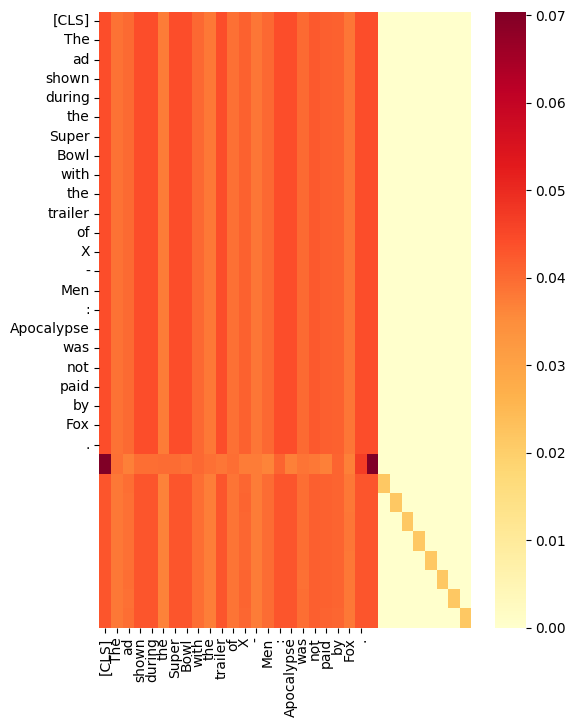 [CLS]
The
ad
shown
during
the
Super
Bowl
with
the
trailer
of
X
-
Men
:
Apocalypse
was
not
paid
by
Fox
.
0.07
0.06
0.05
0.04
0.03
0.02
0.01
0.00
[CLS]
The
ad
shown
during
the
Super
Bowl
with
the
trailer
of
X
-
Men
:
Apocalypse
was
not
paid
by
Fox
.